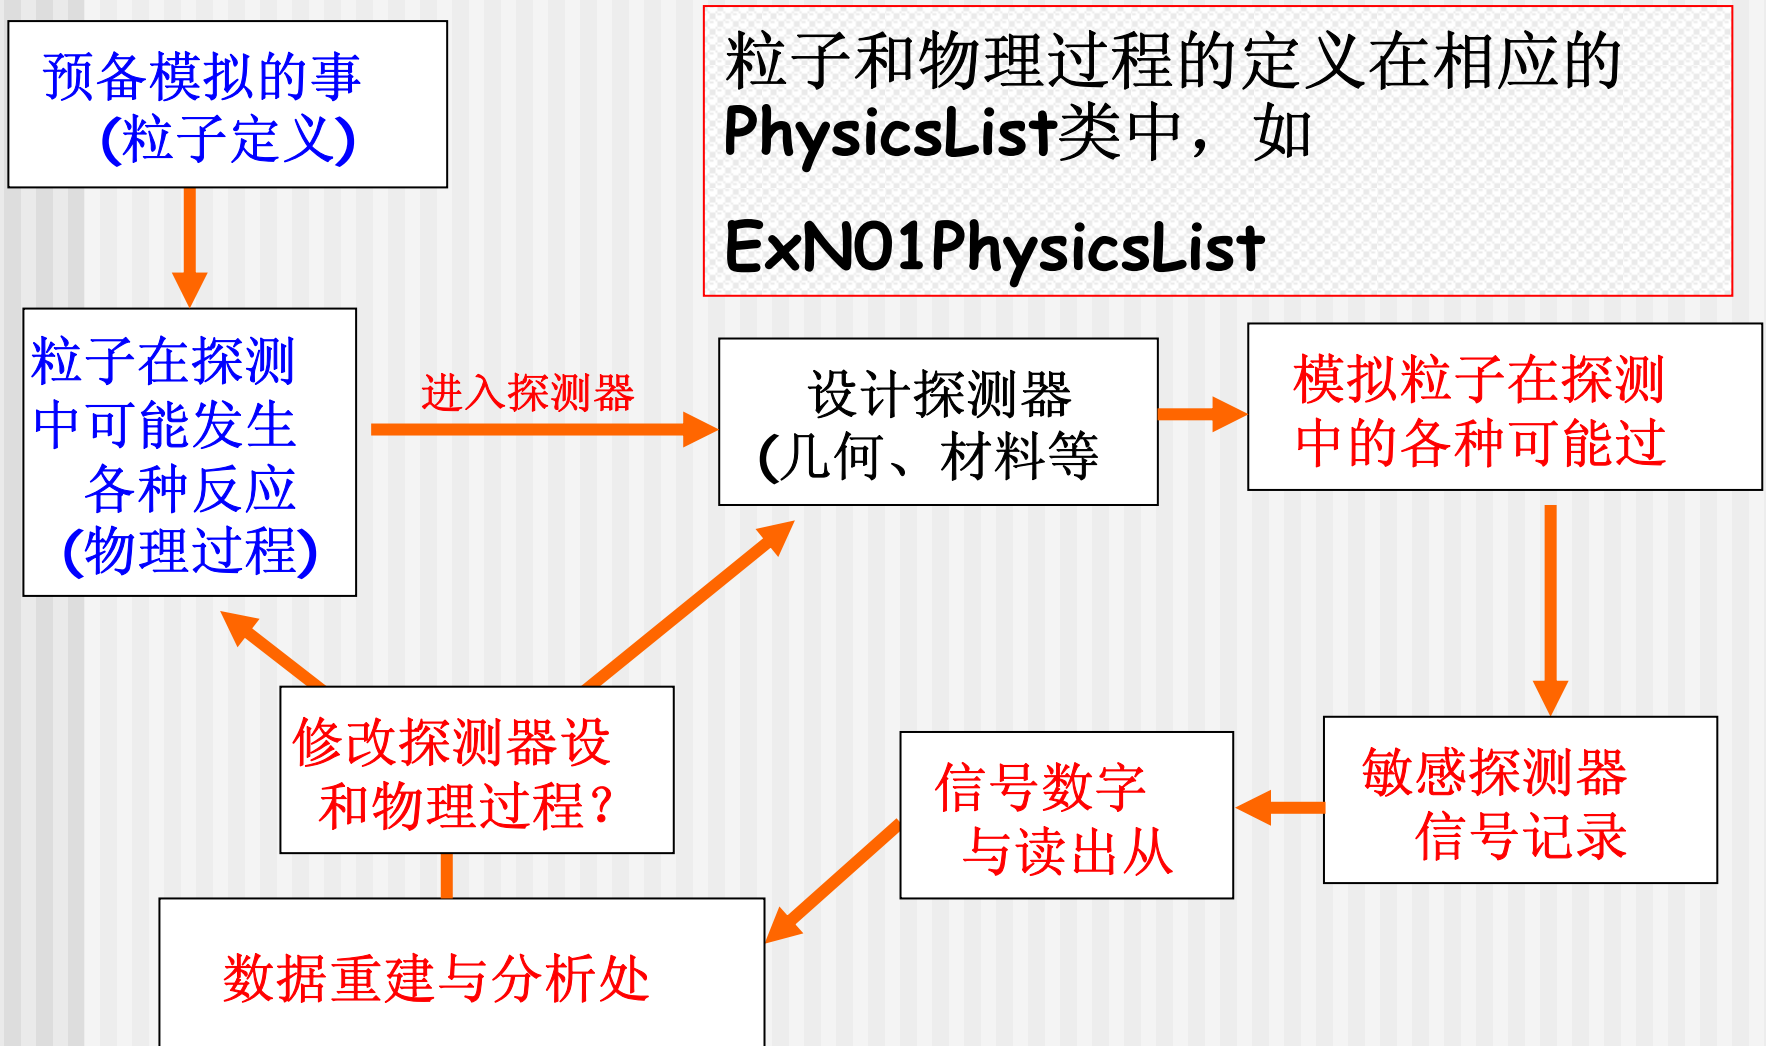 预备模拟的事
(粒子定义)
粒子和物理过程的定义在相应的
PhysicsList类中，如
ExN01PhysicsList
粒子在探测
中可能发生
各种反应
(物理过程)
进入探测器
设计探测器
(几何、材料等
模拟粒子在探测
中的各种可能过
修改探测器设
和物理过程？
信号数字
与读出从
敏感探测器
信号记录
数据重建与分析处